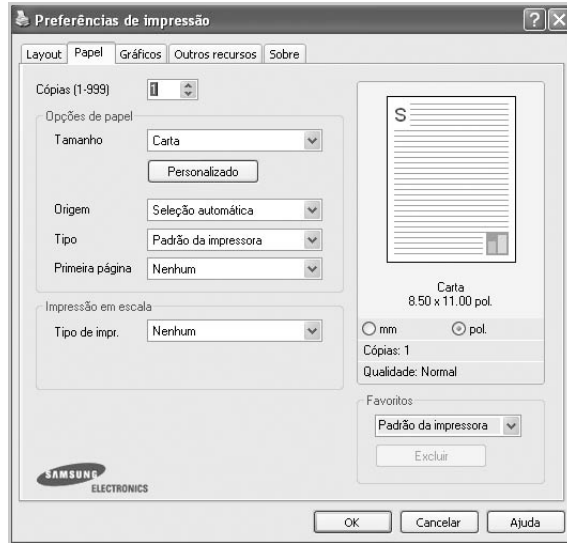 Preferências de impressão
Layout Papel Gráficos Outros recursos Sobre
Cópias (1-999) 1
Opções de papel
Tamanho Carta
Personalizado
Origem Seleção automática
Tipo Padrão da impressora
Primeira página Nenhum
Impressão em escala
Tipo de impr. Nenhum
S
Carta
8.50 x 11.00 pol.
mm pol.
Cópias: 1
Qualidade: Normal
Favoritos
Padrão da impressora
Excluir
SAMSUNG
ELECTRONICS
OK Cancelar Ajuda